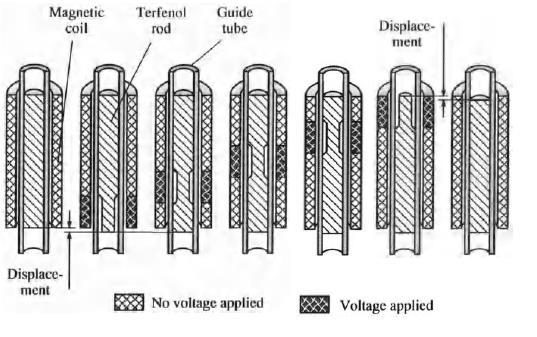 Magnetic
coil
Terfenol
rod
Guide
tube
Displace-
ment
Displace-
ment
No voltage applied
Voltage applied